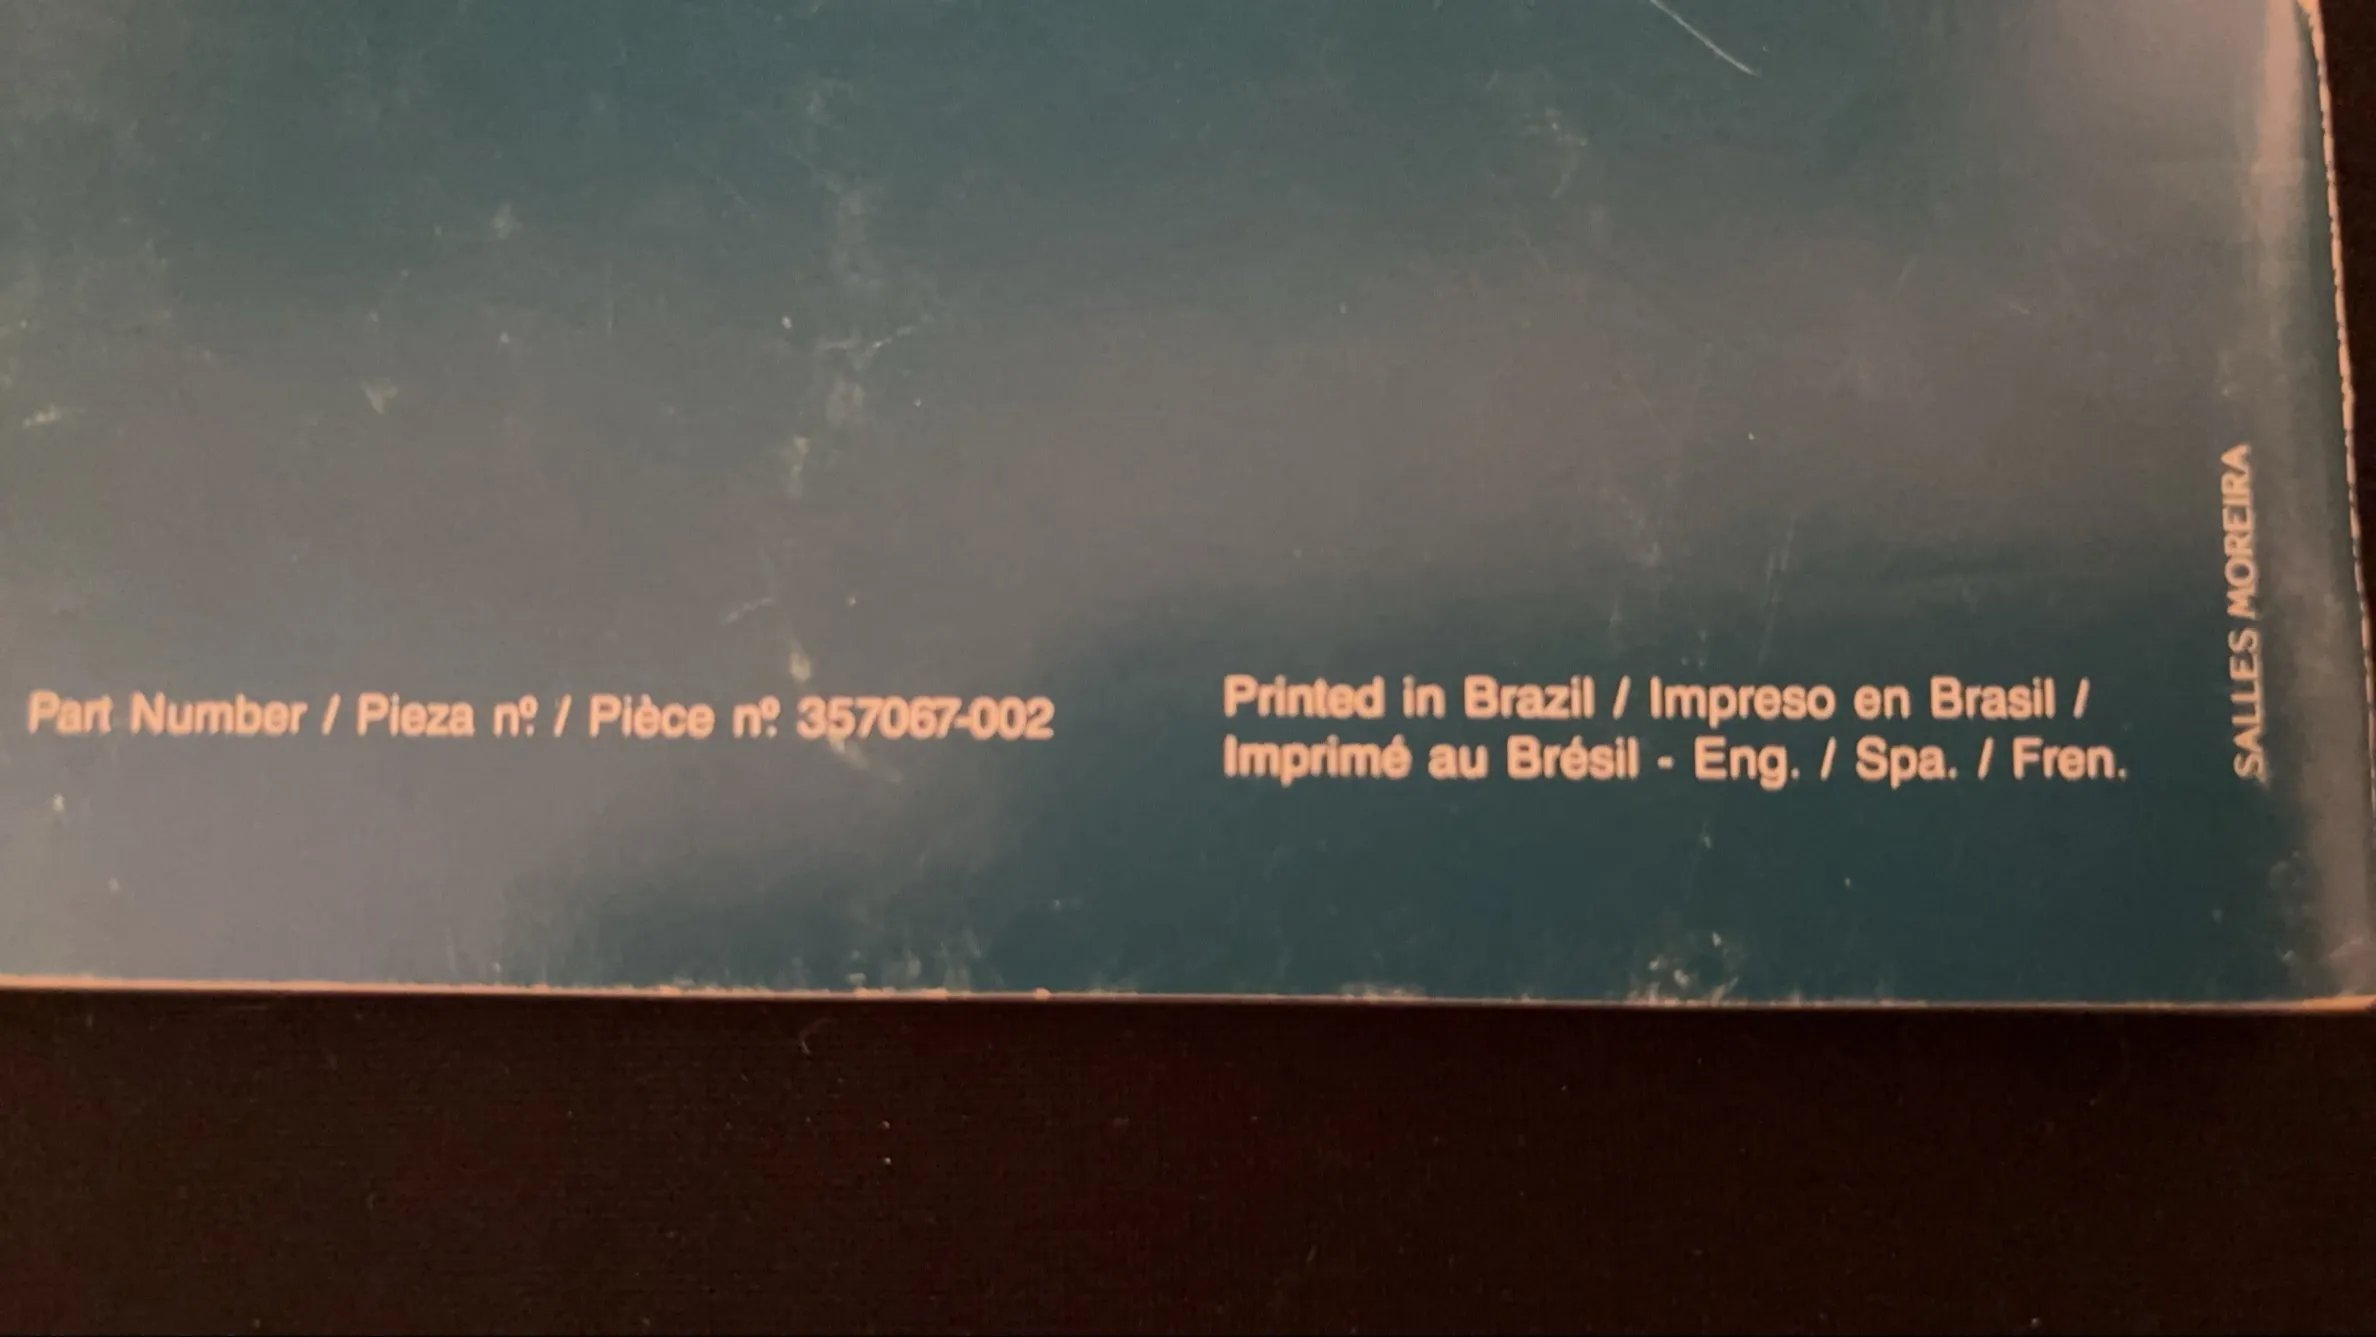 Part Number / Pieza nº / Pièce nº 357067-002
Printed in Brazil / Impreso en Brasil /
Imprimé au Brésil - Eng. / Spa. / Fren.
SALLES MOREIRA